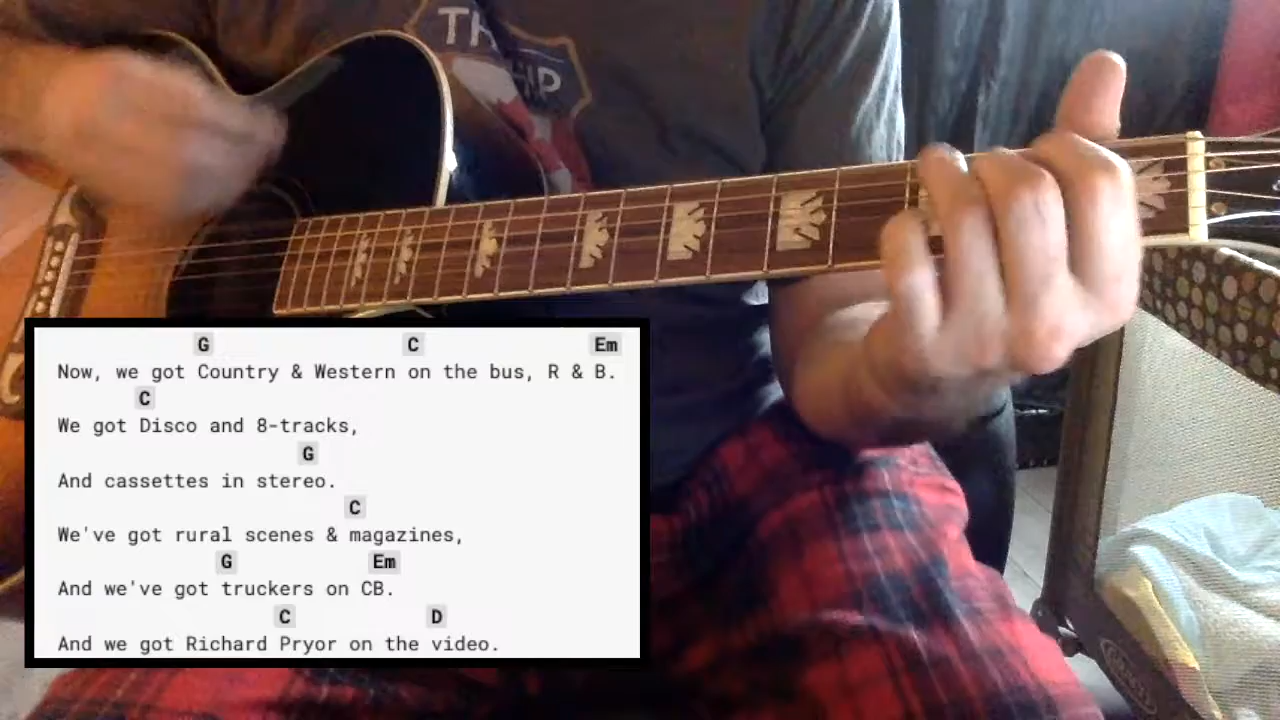 TH
HIP
G C Em
Now, we got Country & Western on the bus, R & B.
C
We got Disco and 8-tracks,
G
And cassettes in stereo.
C
We've got rural scenes & magazines,
G Em
And we've got truckers on CB.
C D
And we got Richard Pryor on the video.